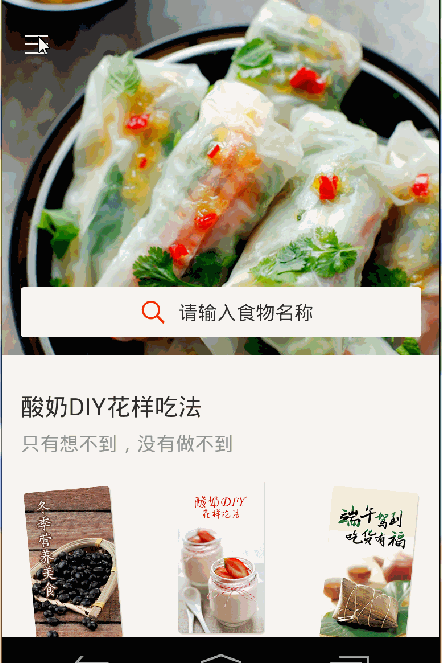 请输入食物名称
酸奶DIY花样吃法
只有想不到，没有做不到
冬季营养美食
酸奶DIY
花样吃法
端午驾到
吃货有福